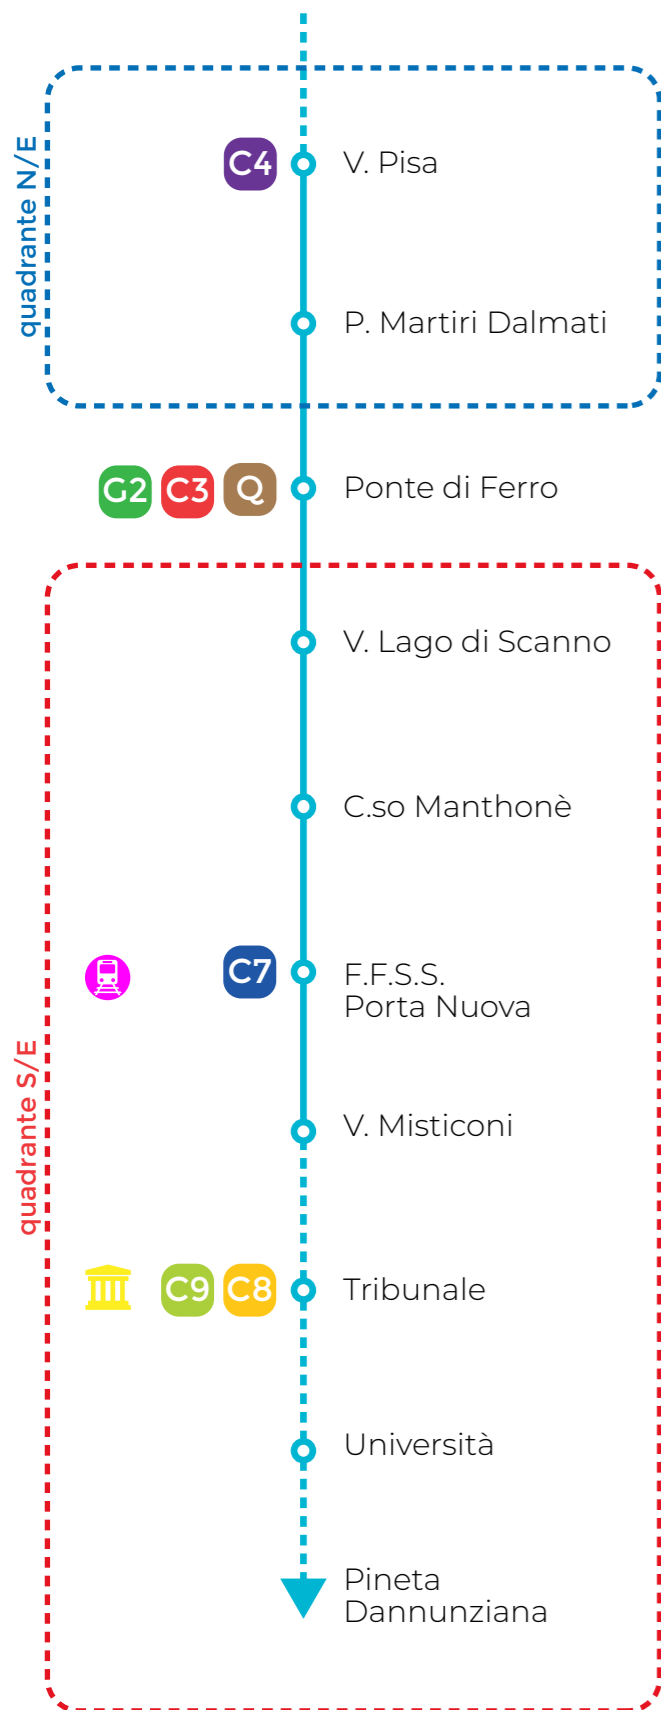 quadrante N/E
C4
V. Pisa
P. Martiri Dalmati
G2 C3 Q
Ponte di Ferro
quadrante S/E
V. Lago di Scanno
C.so Manthonè
C7
F.F.S.S.
Porta Nuova
V. Misticoni
C9 C8
Tribunale
Università
Pineta
Dannunziana